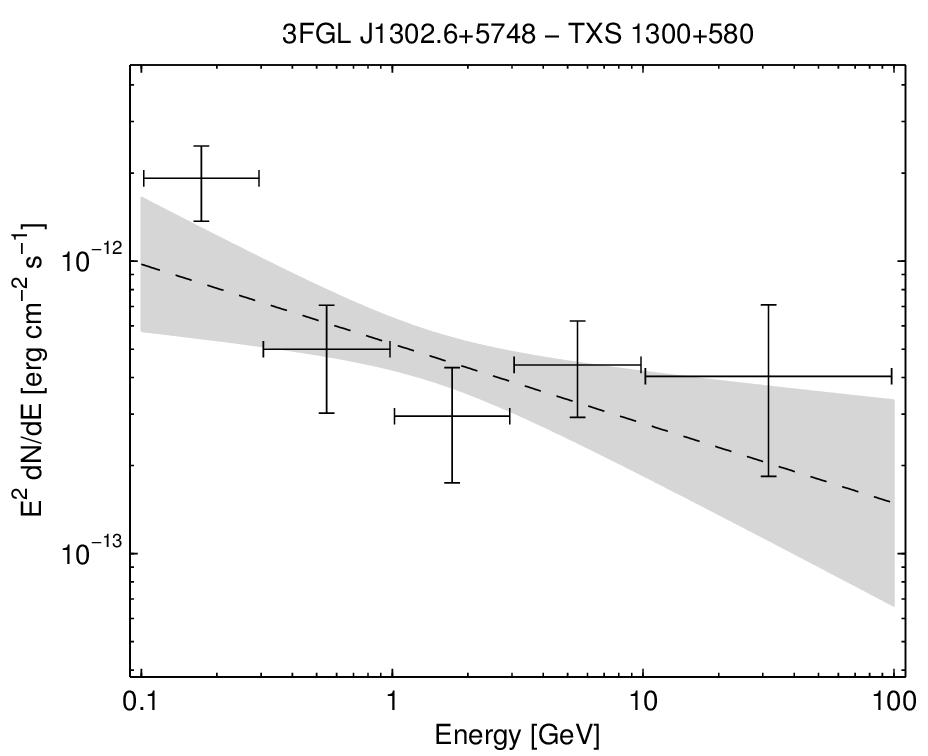 3FGL J1302.6+5748 – TXS 1300+580
E² dN/dE [erg cm⁻² s⁻¹]
10⁻¹²
10⁻¹³
0.1 1 10 100
Energy [GeV]